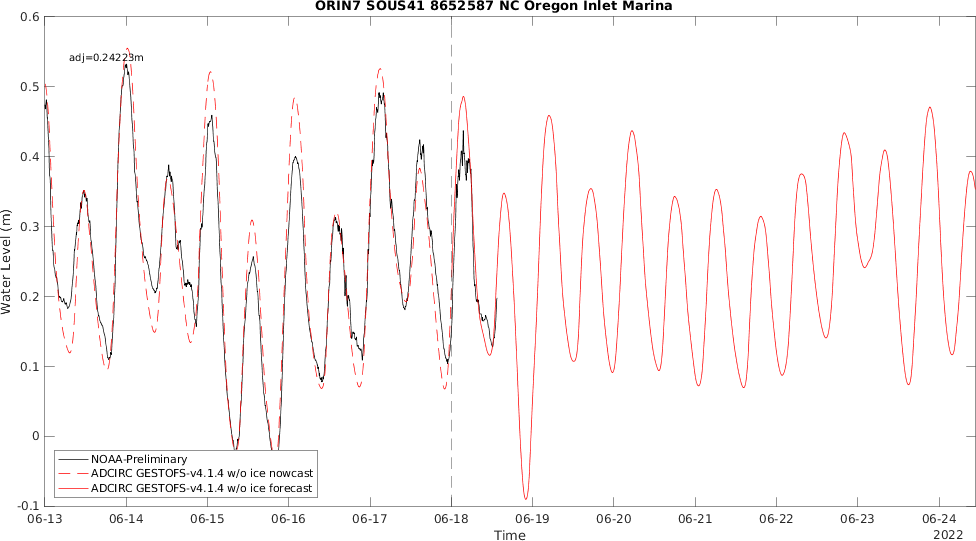 ORIN7 SOUS41 8652587 NC Oregon Inlet Marina
0.6
0.5
0.4
0.3
0.2
0.1
0
-0.1
Water Level (m)
adj=0.24223m
NOAA-Preliminary
ADCIRC GESTOFS-v4.1.4 w/o ice nowcast
ADCIRC GESTOFS-v4.1.4 w/o ice forecast
06-13 06-14 06-15 06-16 06-17 06-18 06-19 06-20 06-21 06-22 06-23 06-24
2022
Time